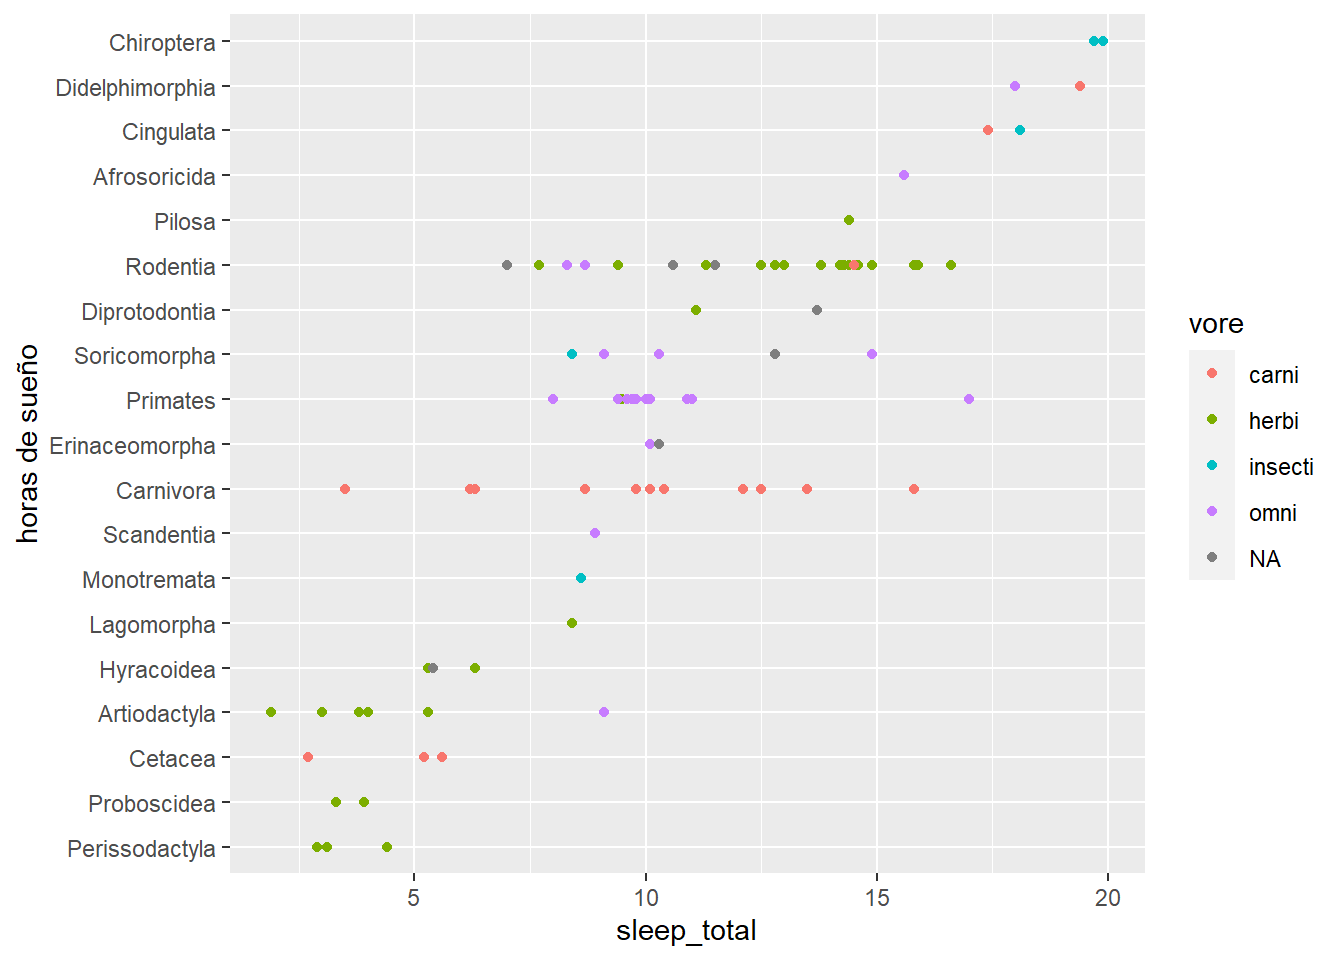 Chiroptera
Didelphimorphia
Cingulata
Afrosoricida
Pilosa
Rodentia
Diprotodontia
Soricomorpha
Primates
Erinaceomorpha
Carnivora
Scandentia
Monotremata
Lagomorpha
Hyracoidea
Artiodactyla
Cetacea
Proboscidea
Perissodactyla
horas de sueño
5 10 15 20
sleep_total
vore
carni
herbi
insecti
omni
NA